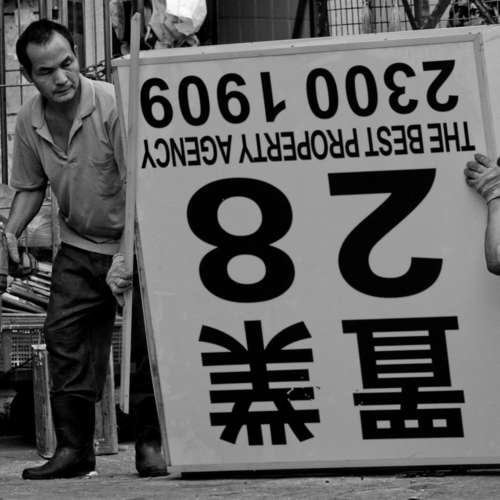 置業
28
THE BEST PROPERTY AGENCY
2300 1909